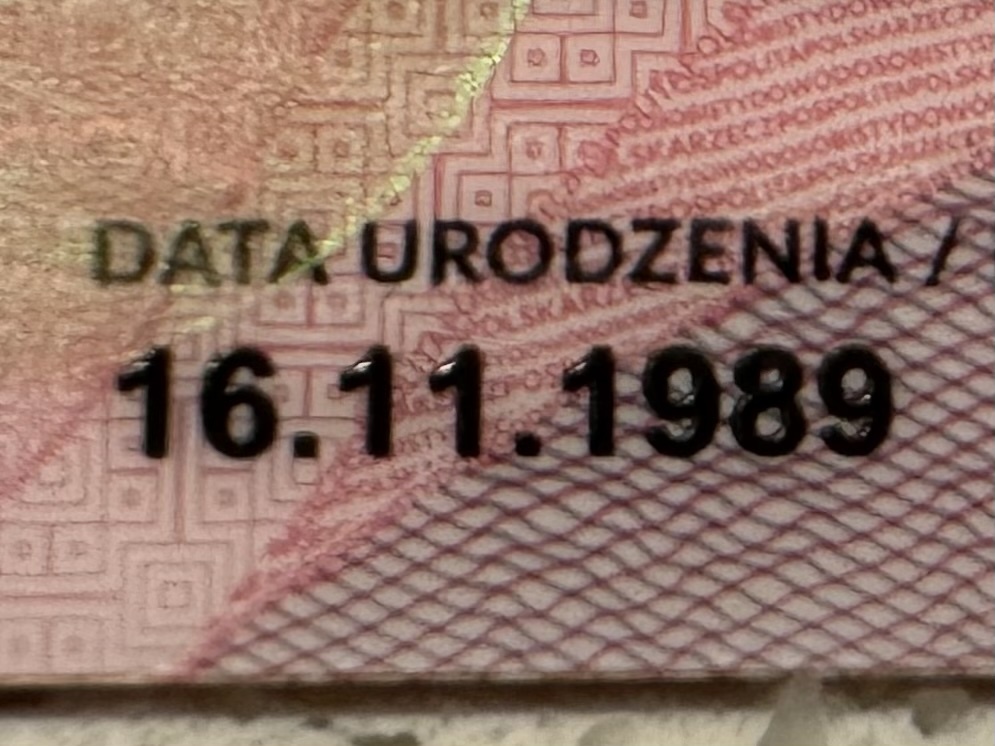 DATA URODZENIA /
16.11.1989